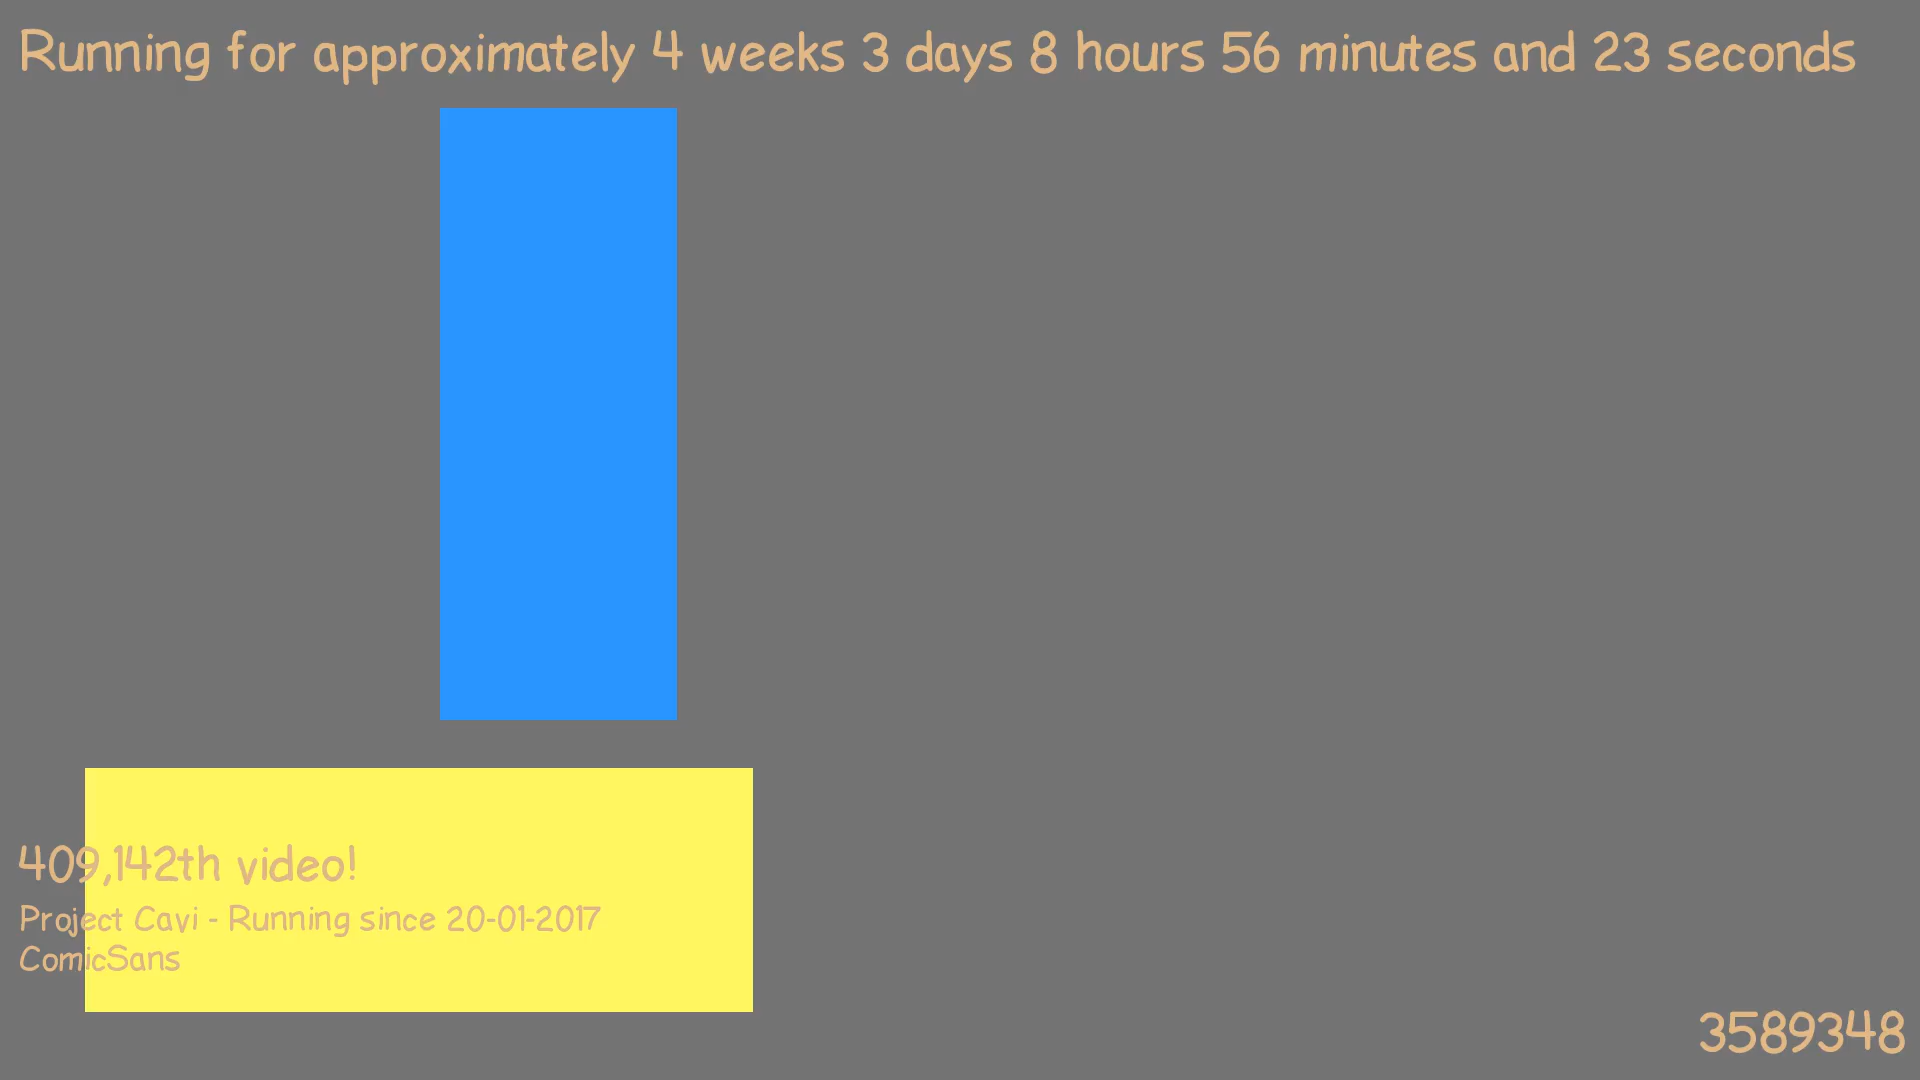 Running for approximately 4 weeks 3 days 8 hours 56 minutes and 23 seconds
409,142th video!
Project Cavi - Running since 20-01-2017
ComicSans
3589348